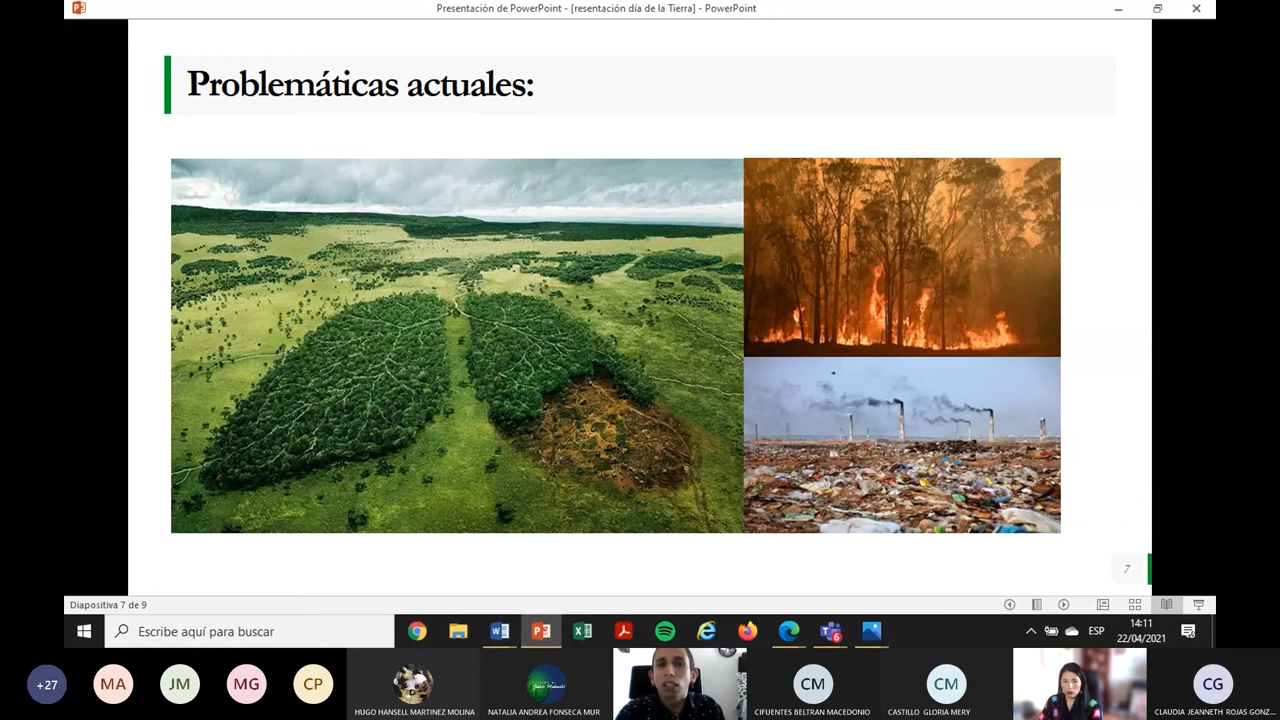 Presentación de PowerPoint - [resentación día de la Tierra] - PowerPoint
Problemáticas actuales:
7
Diapositiva 7 de 9
Escribe aquí para buscar
6
ESP
14:11
22/04/2021
+27
MA
JM
MG
CP
CM
CM
CG
HUGO HANSELL MARTINEZ MOLINA
NATALIA ANDREA FONSECA MUR
CIFUENTES BELTRAN MACEDONIO
CASTILLO GLORIA MERY
CLAUDIA JEANNETH ROJAS GONZ...